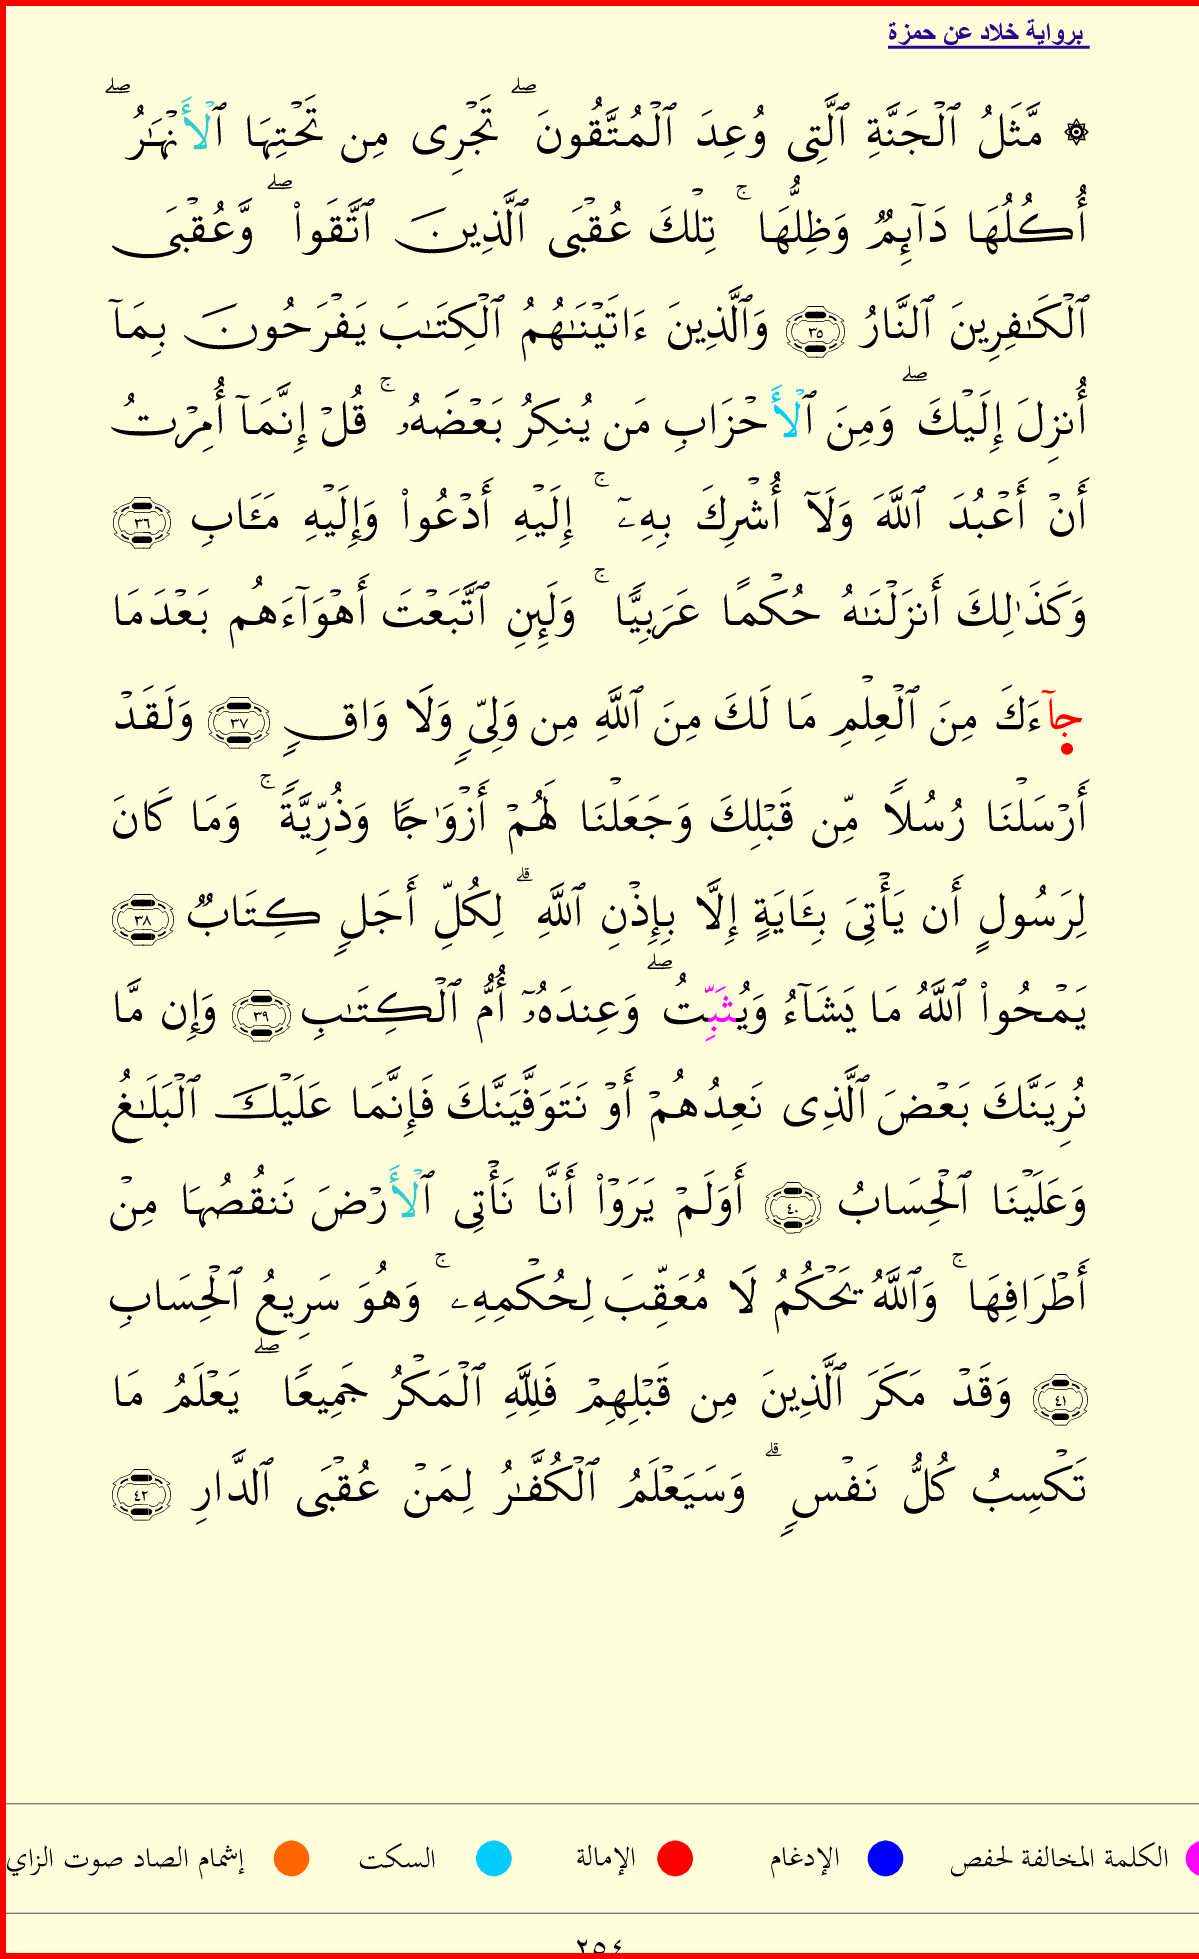 برواية خلاد عن حمزة
۞ مَّثَلُ ٱلْجَنَّةِ ٱلَّتِى وُعِدَ ٱلْمُتَّقُونَ ۖ تَجْرِى مِن تَحْتِهَا ٱلْأَنْهَٰرُ ۖ
أُكُلُهَا دَآئِمٌ وَظِلُّهَا ۚ تِلْكَ عُقْبَى ٱلَّذِينَ ٱتَّقَوا۟ ۖ وَّعُقْبَى
ٱلْكَٰفِرِينَ ٱلنَّارُ ٣٥ وَٱلَّذِينَ ءَاتَيْنَٰهُمُ ٱلْكِتَٰبَ يَفْرَحُونَ بِمَآ
أُنزِلَ إِلَيْكَ ۖ وَمِنَ ٱلْأَحْزَابِ مَن يُنكِرُ بَعْضَهُۥ ۚ قُلْ إِنَّمَآ أُمِرْتُ
أَنْ أَعْبُدَ ٱللَّهَ وَلَآ أُشْرِكَ بِهِۦٓ ۚ إِلَيْهِ أَدْعُوا۟ وَإِلَيْهِ مَـَٔابِ ٣٦
وَكَذَٰلِكَ أَنزَلْنَٰهُ حُكْمًا عَرَبِيًّا ۚ وَلَئِنِ ٱتَّبَعْتَ أَهْوَآءَهُم بَعْدَمَا
جَآءَكَ مِنَ ٱلْعِلْمِ مَا لَكَ مِنَ ٱللَّهِ مِن وَلِىٍّ وَلَا وَاقٍ ٣٧ وَلَقَدْ
أَرْسَلْنَا رُسُلًا مِّن قَبْلِكَ وَجَعَلْنَا لَهُمْ أَزْوَٰجًا وَذُرِّيَّةً ۚ وَمَا كَانَ
لِرَسُولٍ أَن يَأْتِىَ بِـَٔايَةٍ إِلَّا بِإِذْنِ ٱللَّهِ ۗ لِكُلِّ أَجَلٍ كِتَابٌ ٣٨
يَمْحُوا۟ ٱللَّهُ مَا يَشَآءُ وَيُثَبِّتُ ۖ وَعِندَهُۥٓ أُمُّ ٱلْكِتَٰبِ ٣٩ وَإِن مَّا
نُرِيَنَّكَ بَعْضَ ٱلَّذِى نَعِدُهُمْ أَوْ نَتَوَفَّيَنَّكَ فَإِنَّمَا عَلَيْكَ ٱلْبَلَٰغُ
وَعَلَيْنَا ٱلْحِسَابُ ٤٠ أَوَلَمْ يَرَوْا۟ أَنَّا نَأْتِى ٱلْأَرْضَ نَنقُصُهَا مِنْ
أَطْرَافِهَا ۚ وَٱللَّهُ يَحْكُمُ لَا مُعَقِّبَ لِحُكْمِهِۦ ۚ وَهُوَ سَرِيعُ ٱلْحِسَابِ
٤١ وَقَدْ مَكَرَ ٱلَّذِينَ مِن قَبْلِهِمْ فَلِلَّهِ ٱلْمَكْرُ جَمِيعًا ۖ يَعْلَمُ مَا
تَكْسِبُ كُلُّ نَفْسٍ ۗ وَسَيَعْلَمُ ٱلْكُفَّٰرُ لِمَنْ عُقْبَى ٱلدَّارِ ٤٢
الكلمة المخالفة لحفص الإدغام الإمالة السكت إشمام الصاد صوت الزاي
٢٥٤